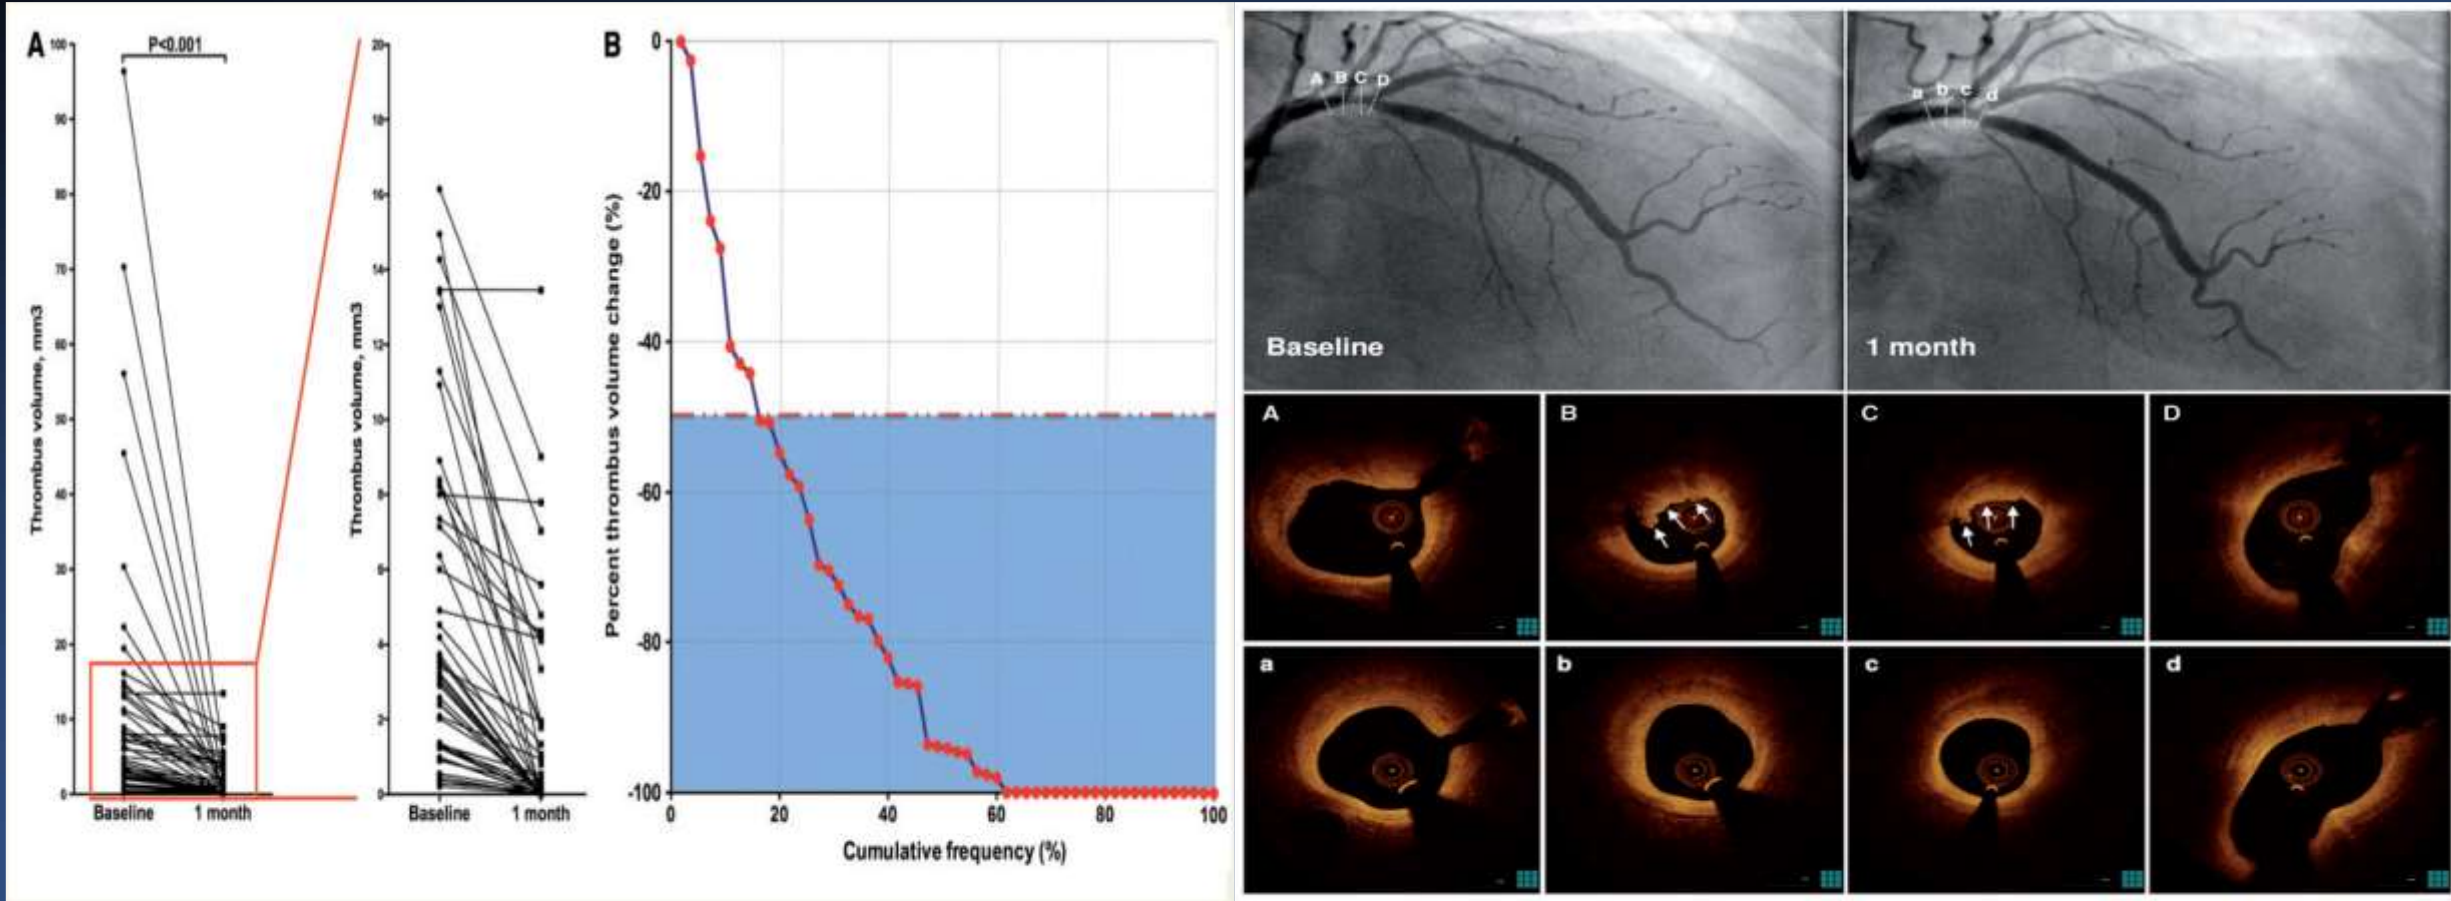 A
P<0.001
Thrombus volume, mm3
100
90
80
70
60
50
40
30
20
10
0
Baseline
1 month
Thrombus volume, mm3
20
18
16
14
12
10
8
6
4
2
0
Baseline
1 month
B
Percent thrombus volume change (%)
0
-20
-40
-60
-80
-100
0
20
40
60
80
100
Cumulative frequency (%)
A B C D
Baseline
a b c d
1 month
A
B
C
D
a
b
c
d